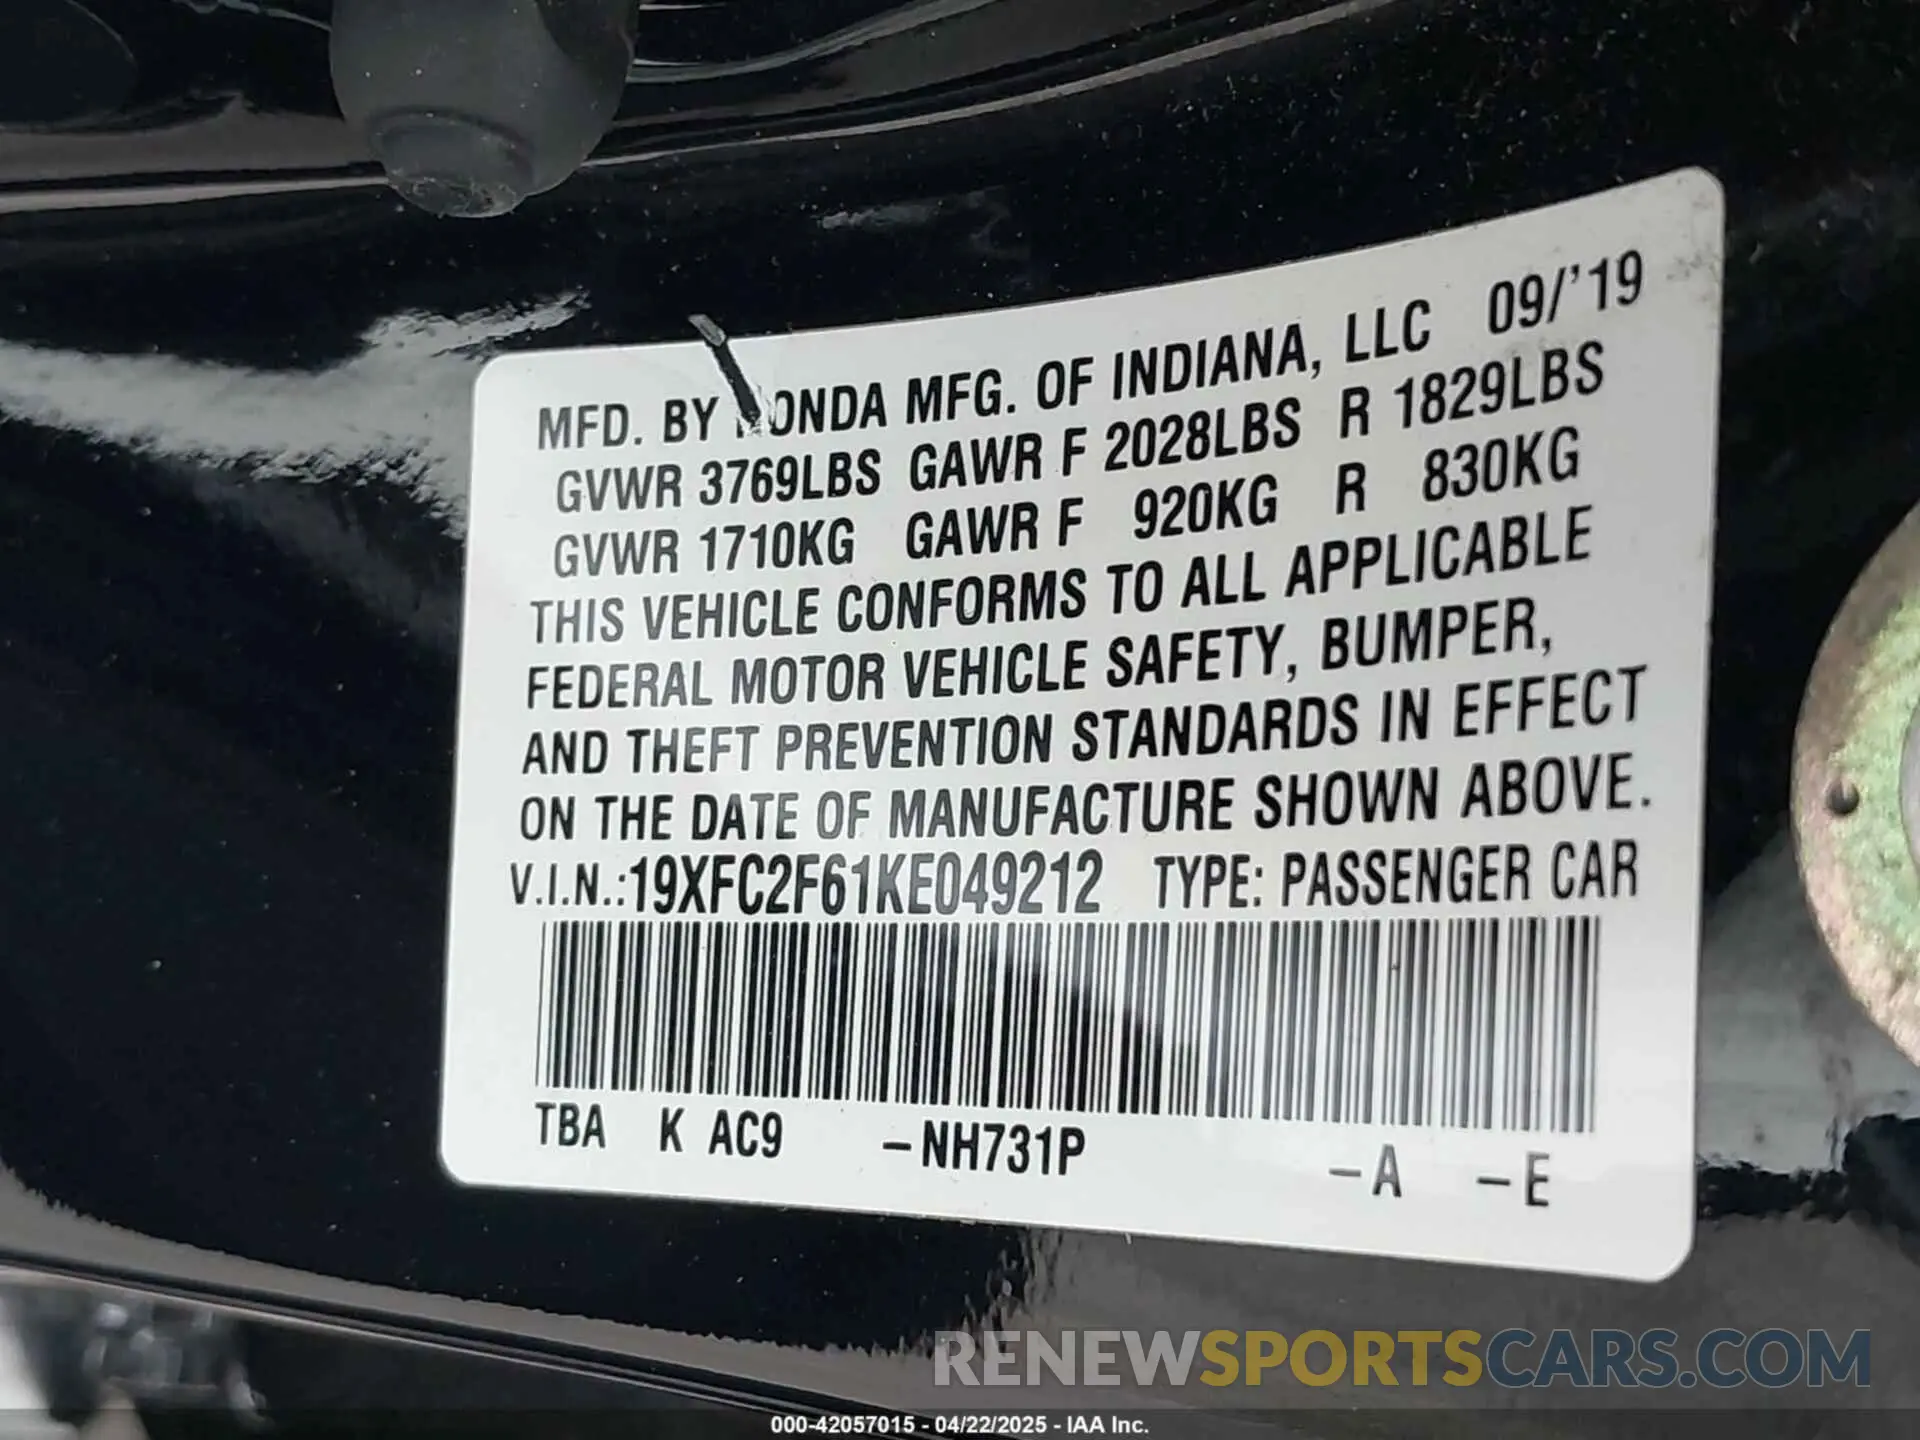 MFD. BY HONDA MFG. OF INDIANA, LLC 09/'19
GVWR 3769LBS GAWR F 2028LBS R 1829LBS
GVWR 1710KG GAWR F 920KG R 830KG
THIS VEHICLE CONFORMS TO ALL APPLICABLE
FEDERAL MOTOR VEHICLE SAFETY, BUMPER,
AND THEFT PREVENTION STANDARDS IN EFFECT
ON THE DATE OF MANUFACTURE SHOWN ABOVE.
V.I.N.:19XFC2F61KE049212 TYPE: PASSENGER CAR
TBA K AC9 –NH731P –A –E
RENEWSPORTSCARS.COM
000-42057015 - 04/22/2025 - IAA Inc.